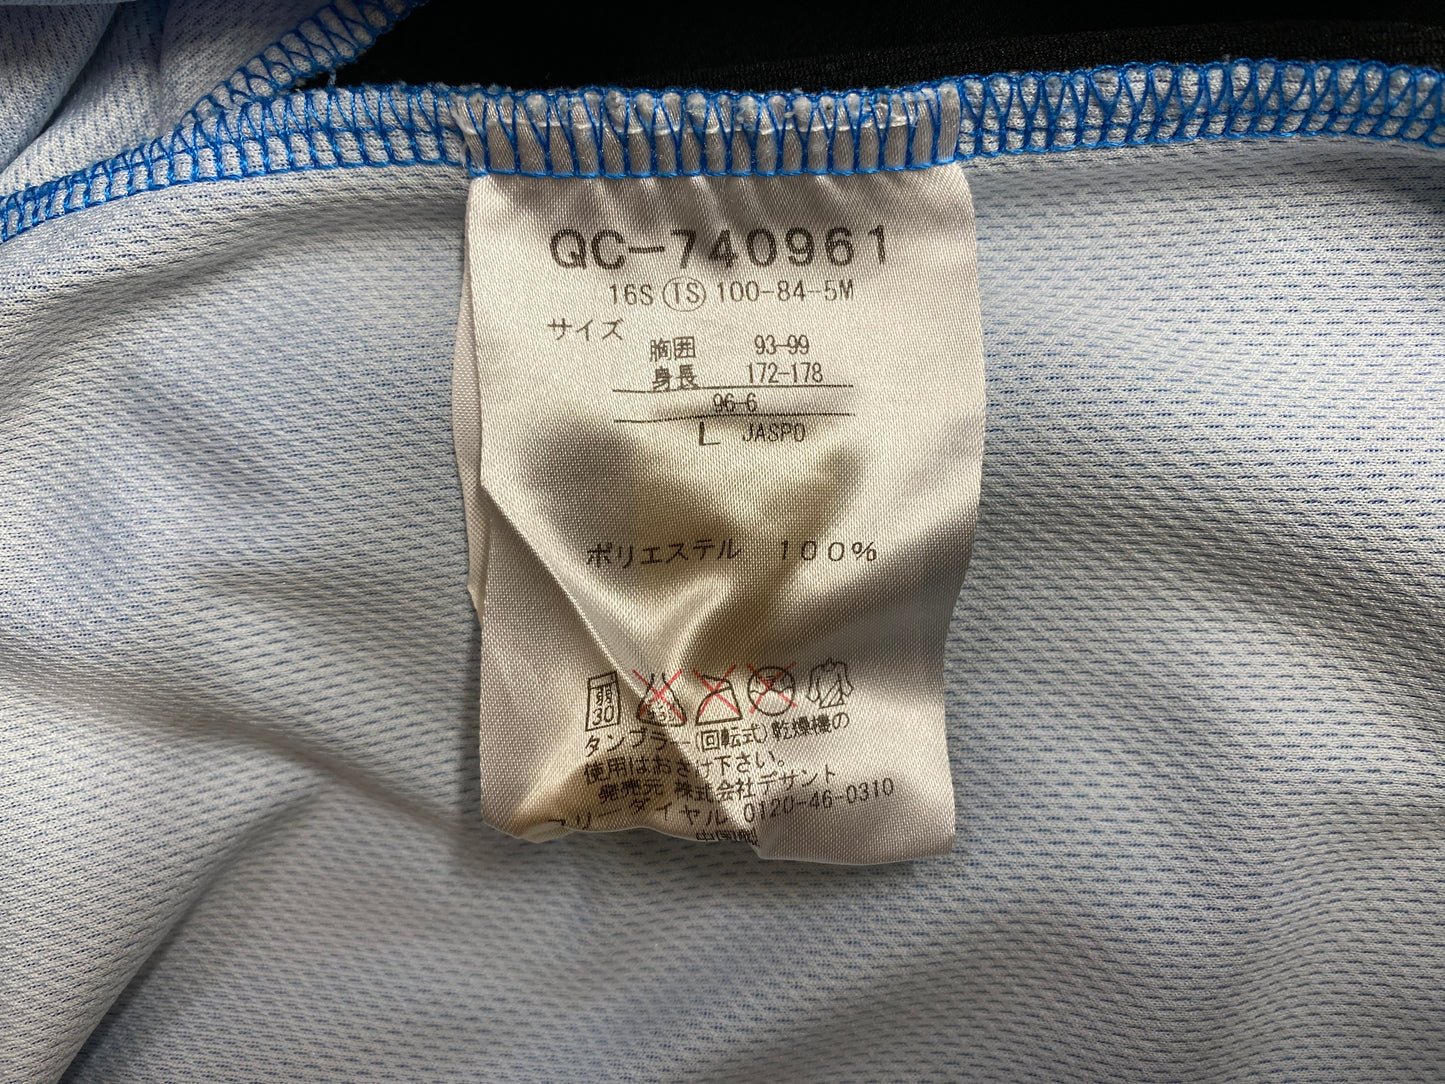 QC-740961
16S TS 100-84-5M
サイズ
胸囲 93-99
身長 172-178
96-6
L JASPO
ポリエステル 100%
弱
30
タンブラー(回転式)乾燥機の
使用はおさけ下さい。
発売元 株式会社デサント
フリーダイヤル 0120-46-0310
中国製